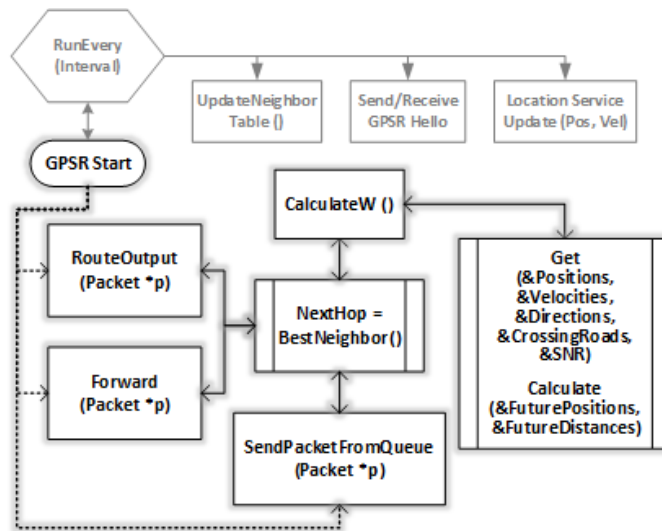 RunEvery
(Interval)
UpdateNeighbor
Table ()
Send/Receive
GPSR Hello
Location Service
Update (Pos, Vel)
GPSR Start
CalculateW ()
RouteOutput
(Packet *p)
Get
(&Positions,
&Velocities,
&Directions,
&CrossingRoads,
&SNR)
Calculate
(&FuturePositions,
&FutureDistances)
NextHop =
BestNeighbor()
Forward
(Packet *p)
SendPacketFromQueue
(Packet *p)